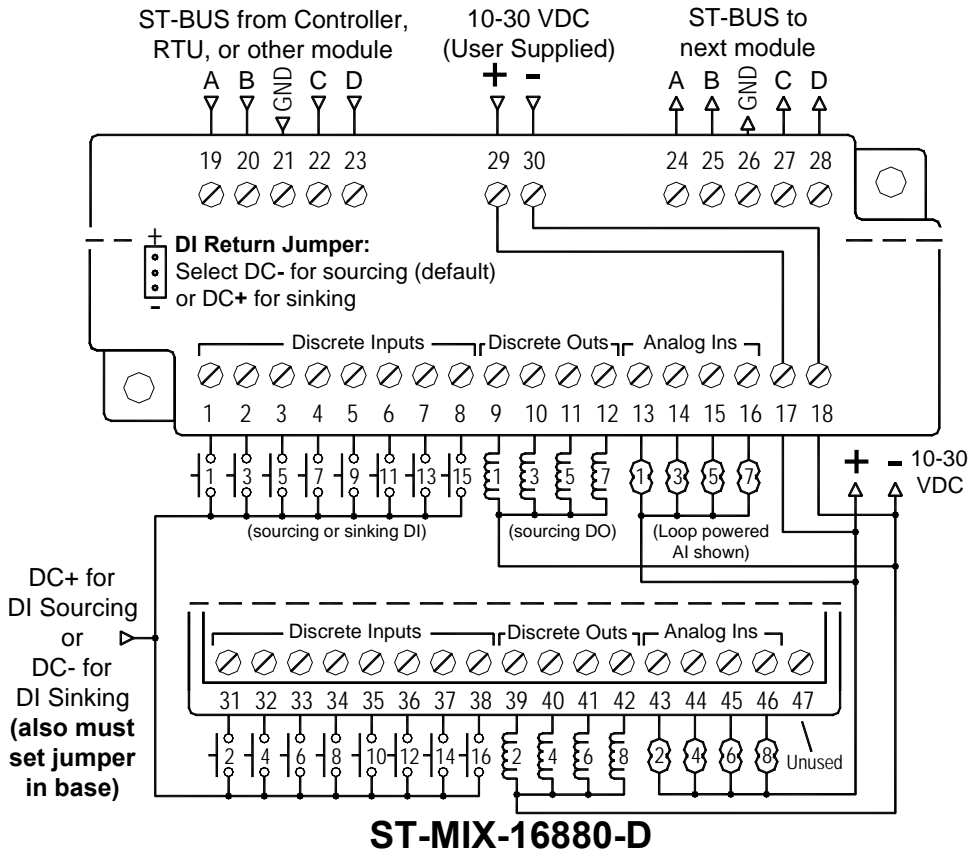 ST-BUS from Controller,
RTU, or other module
10-30 VDC
(User Supplied)
ST-BUS to
next module
A B GND C D
+ -
A B GND C D
19 20 21 22 23 29 30 24 25 26 27 28
+
DI Return Jumper:
Select DC- for sourcing (default)
or DC+ for sinking
-
Discrete Inputs Discrete Outs Analog Ins
1 2 3 4 5 6 7 8 9 10 11 12 13 14 15 16 17 18
1 3 5 7 9 11 13 15 1 3 5 7 1 3 5 7
+ - 10-30
VDC
(sourcing or sinking DI)
(sourcing DO)
(Loop powered
AI shown)
DC+ for
DI Sourcing
or
DC- for
DI Sinking
(also must
set jumper
in base)
Discrete Inputs Discrete Outs Analog Ins
31 32 33 34 35 36 37 38 39 40 41 42 43 44 45 46 47
2 4 6 8 10 12 14 16 2 4 6 8 2 4 6 8
Unused
ST-MIX-16880-D